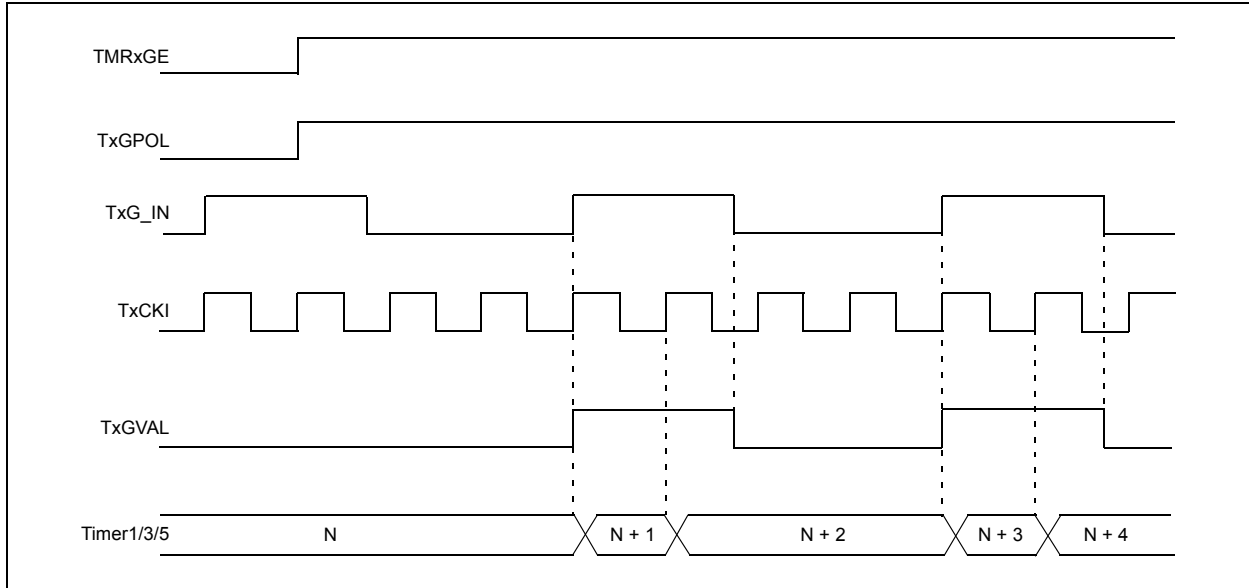 TMRxGE
TxGPOL
TxG_IN
TxCKI
TxGVAL
Timer1/3/5 N N + 1 N + 2 N + 3 N + 4